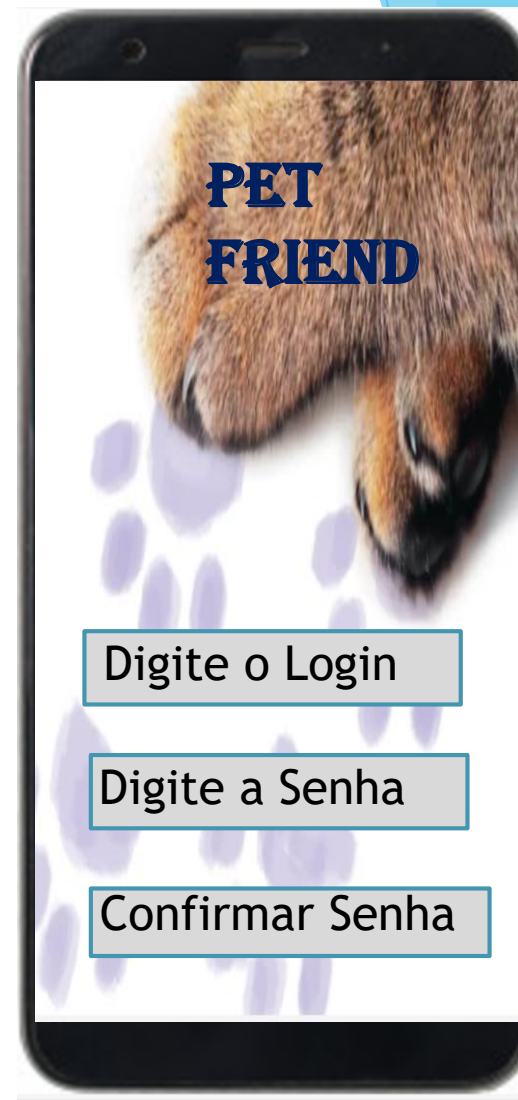 PET
FRIEND
Digite o Login
Digite a Senha
Confirmar Senha